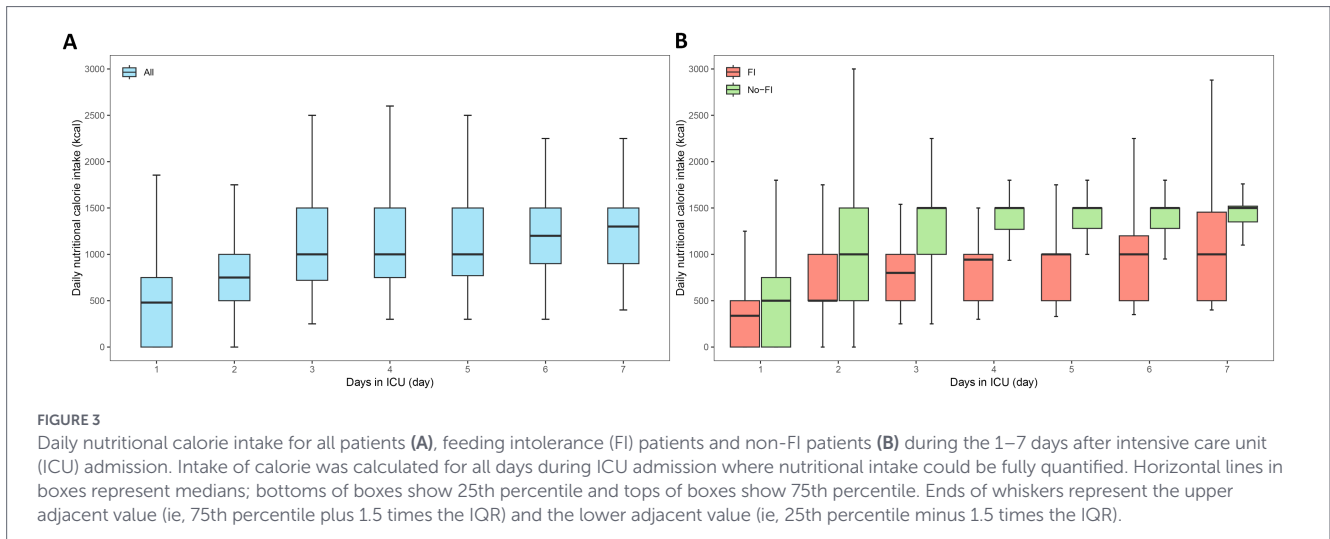 A
All
3000
2500
2000
1500
1000
500
0
Daily nutritional calorie intake (kcal)
1 2 3 4 5 6 7
Days in ICU (day)
B
FI
No−FI
3000
2500
2000
1500
1000
500
0
Daily nutritional calorie intake (kcal)
1 2 3 4 5 6 7
Days in ICU (day)
FIGURE 3
Daily nutritional calorie intake for all patients (A), feeding intolerance (FI) patients and non-FI patients (B) during the 1–7 days after intensive care unit
(ICU) admission. Intake of calorie was calculated for all days during ICU admission where nutritional intake could be fully quantified. Horizontal lines in
boxes represent medians; bottoms of boxes show 25th percentile and tops of boxes show 75th percentile. Ends of whiskers represent the upper
adjacent value (ie, 75th percentile plus 1.5 times the IQR) and the lower adjacent value (ie, 25th percentile minus 1.5 times the IQR).